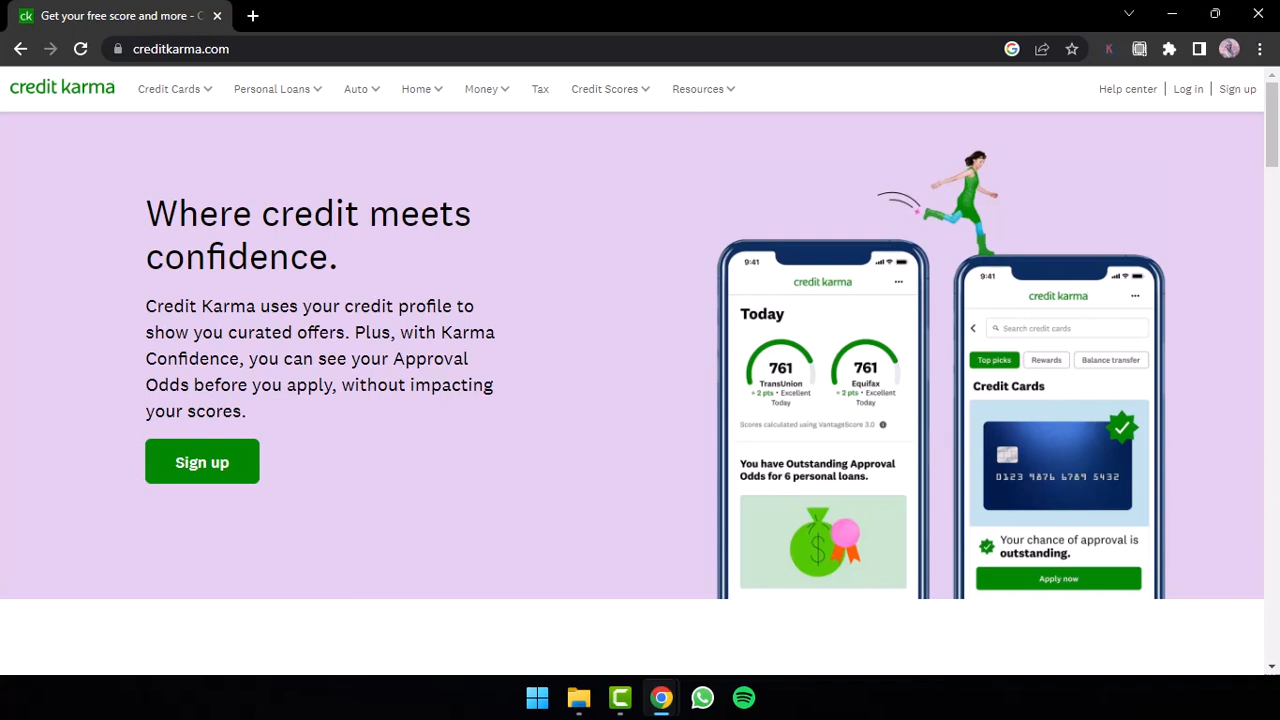 ck Get your free score and more - C
creditkarma.com
K
credit karma
Credit Cards
Personal Loans
Auto
Home
Money
Tax
Credit Scores
Resources
Help center
Log in
Sign up
Where credit meets
confidence.
Credit Karma uses your credit profile to
show you curated offers. Plus, with Karma
Confidence, you can see your Approval
Odds before you apply, without impacting
your scores.
Sign up
9:41
credit karma
Today
761
TransUnion
2 pts • Excellent
Today
761
Equifax
2 pts • Excellent
Today
Scores calculated using VantageScore 3.0
You have Outstanding Approval
Odds for 6 personal loans.
$
9:41
credit karma
Search credit cards
Top picks
Rewards
Balance transfer
Credit Cards
0123 9876 6789 5432
Your chance of approval is
outstanding.
Apply now